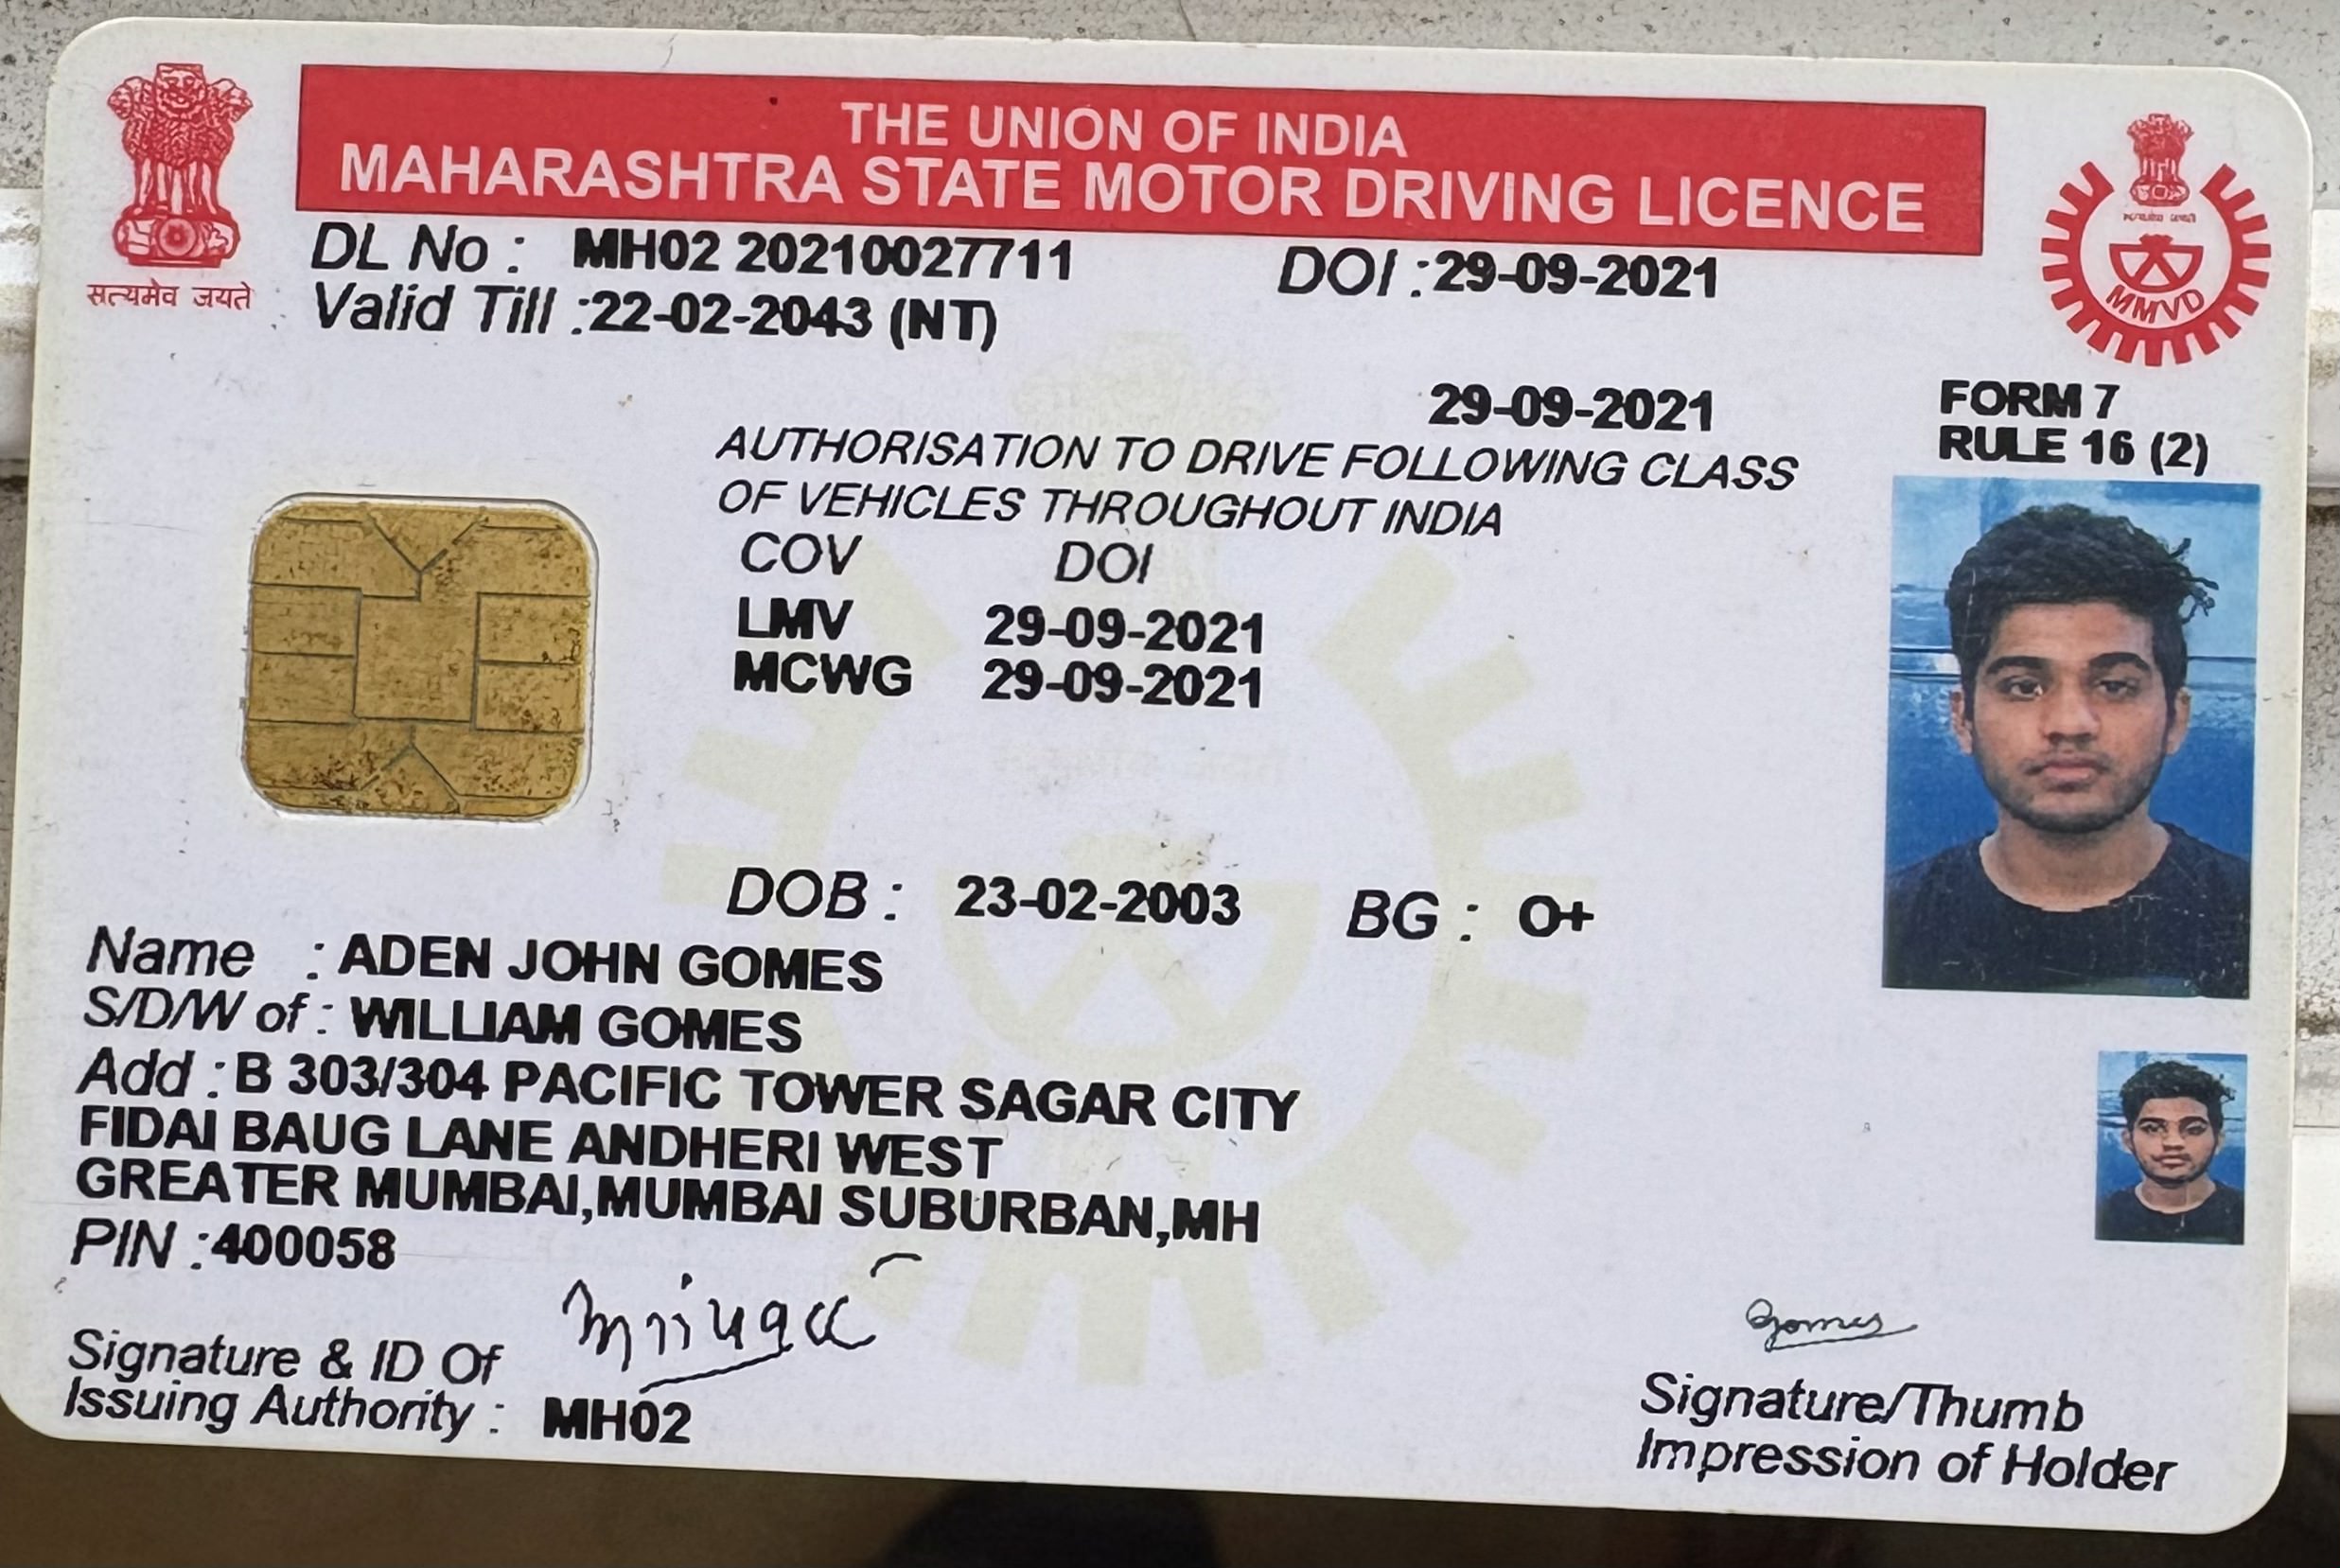 THE UNION OF INDIA
MAHARASHTRA STATE MOTOR DRIVING LICENCE
सत्यमेव जयते
MMVD
DL No : MH02 20210027711 DOI :29-09-2021
Valid Till :22-02-2043 (NT)
29-09-2021
FORM 7
RULE 16 (2)
AUTHORISATION TO DRIVE FOLLOWING CLASS
OF VEHICLES THROUGHOUT INDIA
COV DOI
LMV 29-09-2021
MCWG 29-09-2021
DOB : 23-02-2003 BG : O+
Name : ADEN JOHN GOMES
S/D/W of : WILLIAM GOMES
Add : B 303/304 PACIFIC TOWER SAGAR CITY
FIDAI BAUG LANE ANDHERI WEST
GREATER MUMBAI,MUMBAI SUBURBAN,MH
PIN :400058
Signature & ID Of
Issuing Authority : MH02
Gomes
Signature/Thumb
Impression of Holder